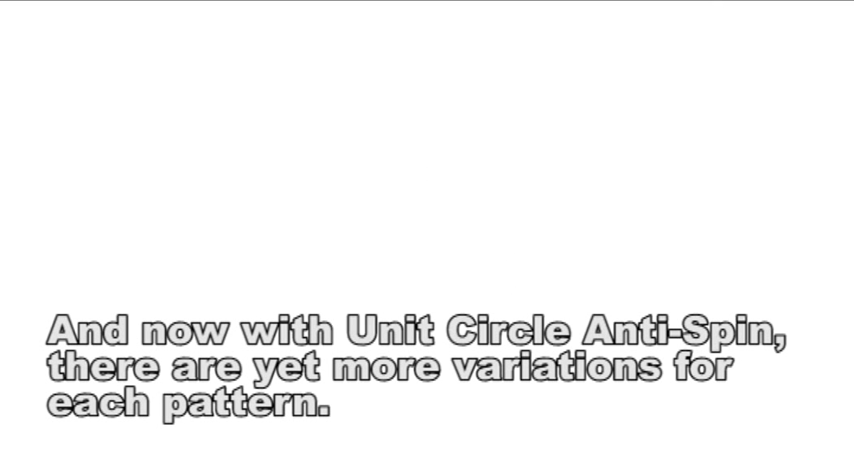 And now with Unit Circle Anti-Spin,
there are yet more variations for
each pattern.